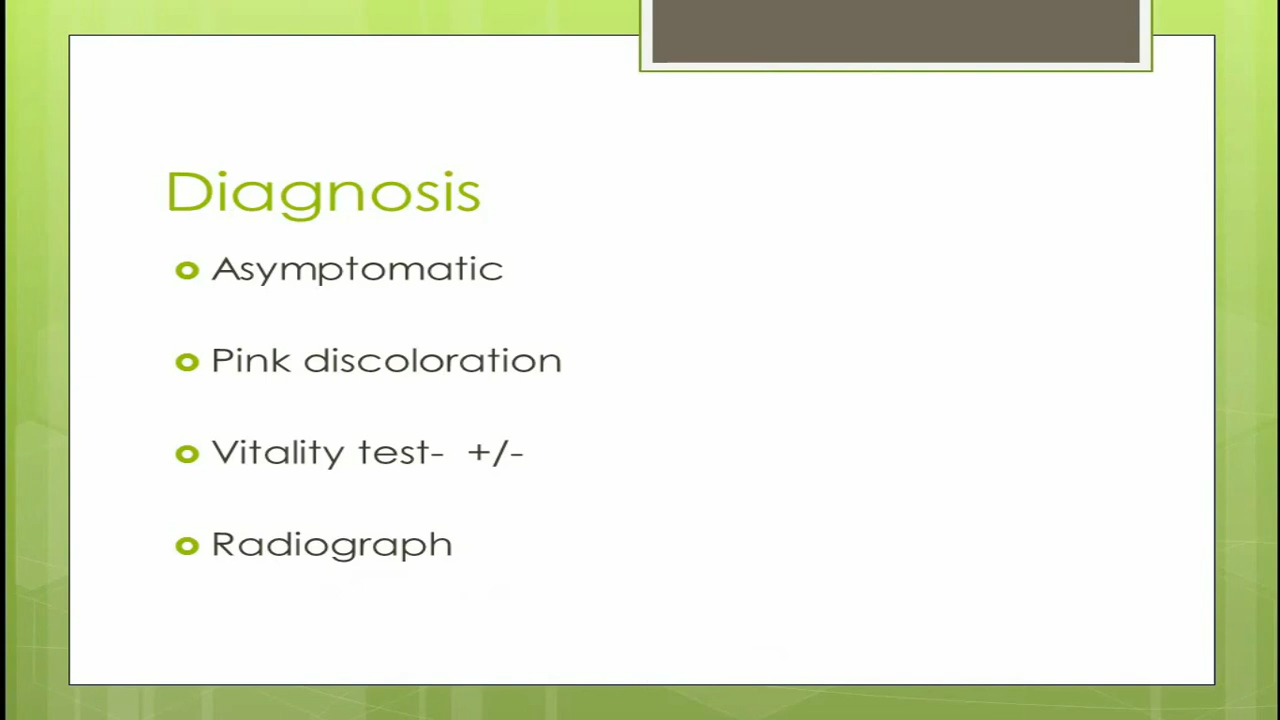 Diagnosis
Asymptomatic
Pink discoloration
Vitality test- +/-
Radiograph